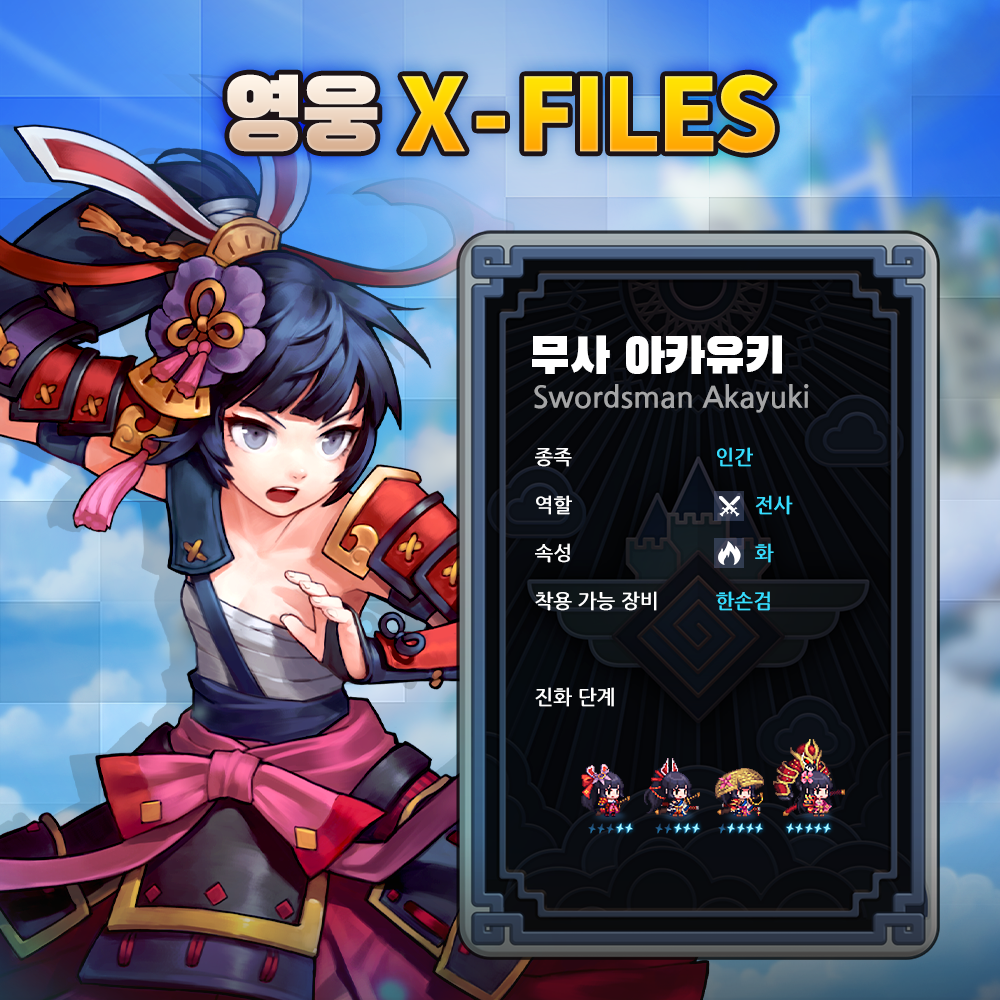 영웅 X-FILES
무사 아카유키
Swordsman Akayuki
종족 인간
역할 전사
속성 화
착용 가능 장비 한손검
진화 단계